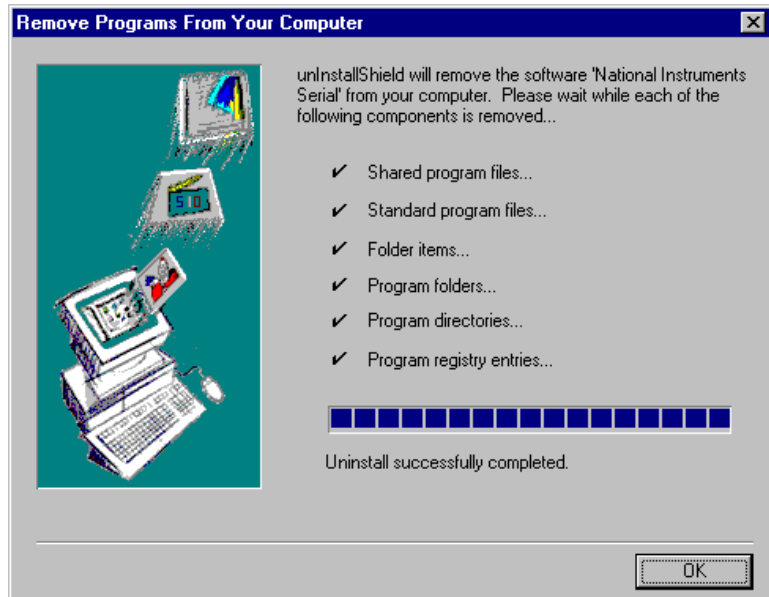 Remove Programs From Your Computer
unInstallShield will remove the software 'National Instruments
Serial' from your computer. Please wait while each of the
following components is removed...
✔ Shared program files...
✔ Standard program files...
✔ Folder items...
✔ Program folders...
✔ Program directories...
✔ Program registry entries...
Uninstall successfully completed.
OK